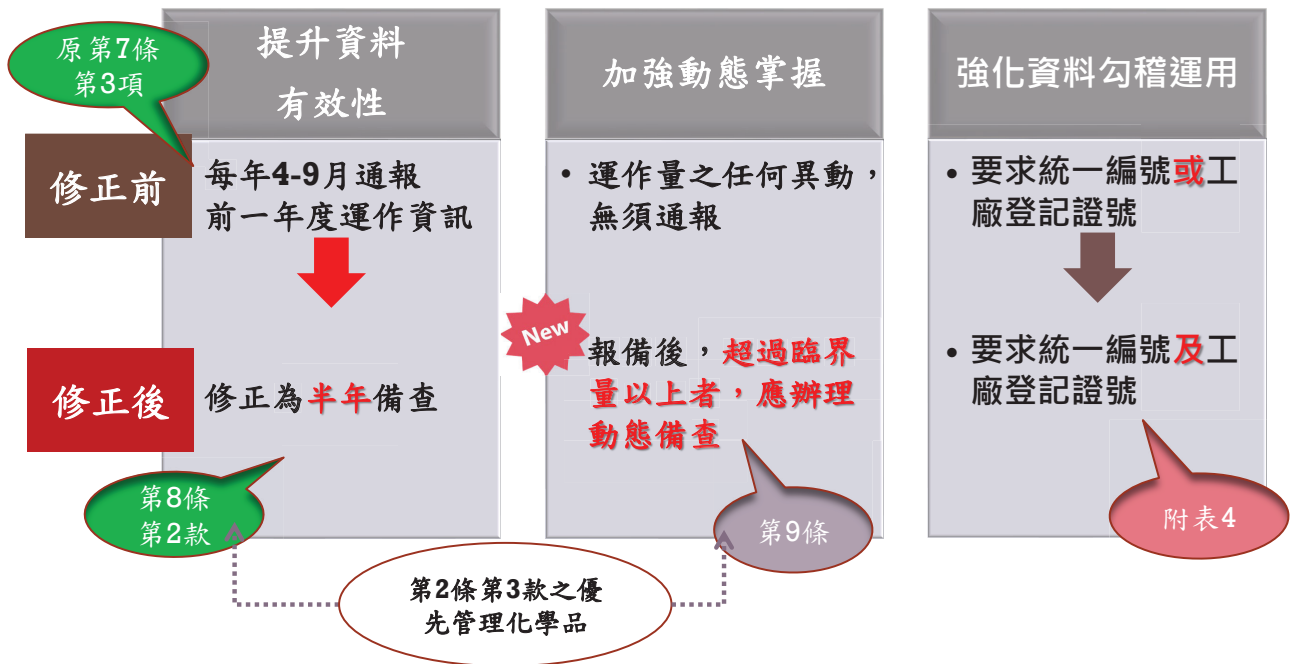 原第7條
第3項
提升資料
有效性
加強動態掌握
強化資料勾稽運用
修正前
每年4-9月通報
前一年度運作資訊
• 運作量之任何異動，
無須通報
• 要求統一編號或工
廠登記證號
New
修正後
修正為半年備查
報備後，超過臨界
量以上者，應辦理
動態備查
• 要求統一編號及工
廠登記證號
第8條
第2款
第9條
附表4
第2條第3款之優
先管理化學品